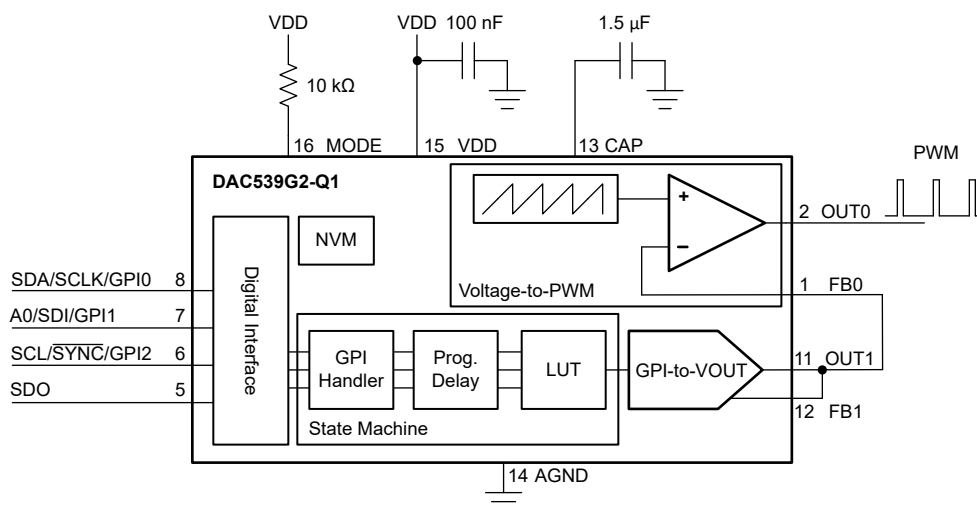 VDD
VDD 100 nF
1.5 µF
10 kΩ
16 MODE
15 VDD
13 CAP
PWM
DAC539G2-Q1
+
−
2 OUT0
NVM
Voltage-to-PWM
1 FB0
SDA/SCLK/GPI0 8
A0/SDI/GPI1 7
SCL/SYNC/GPI2 6
SDO 5
Digital Interface
GPI
Handler
Prog.
Delay
LUT
GPI-to-VOUT
State Machine
11 OUT1
12 FB1
14 AGND